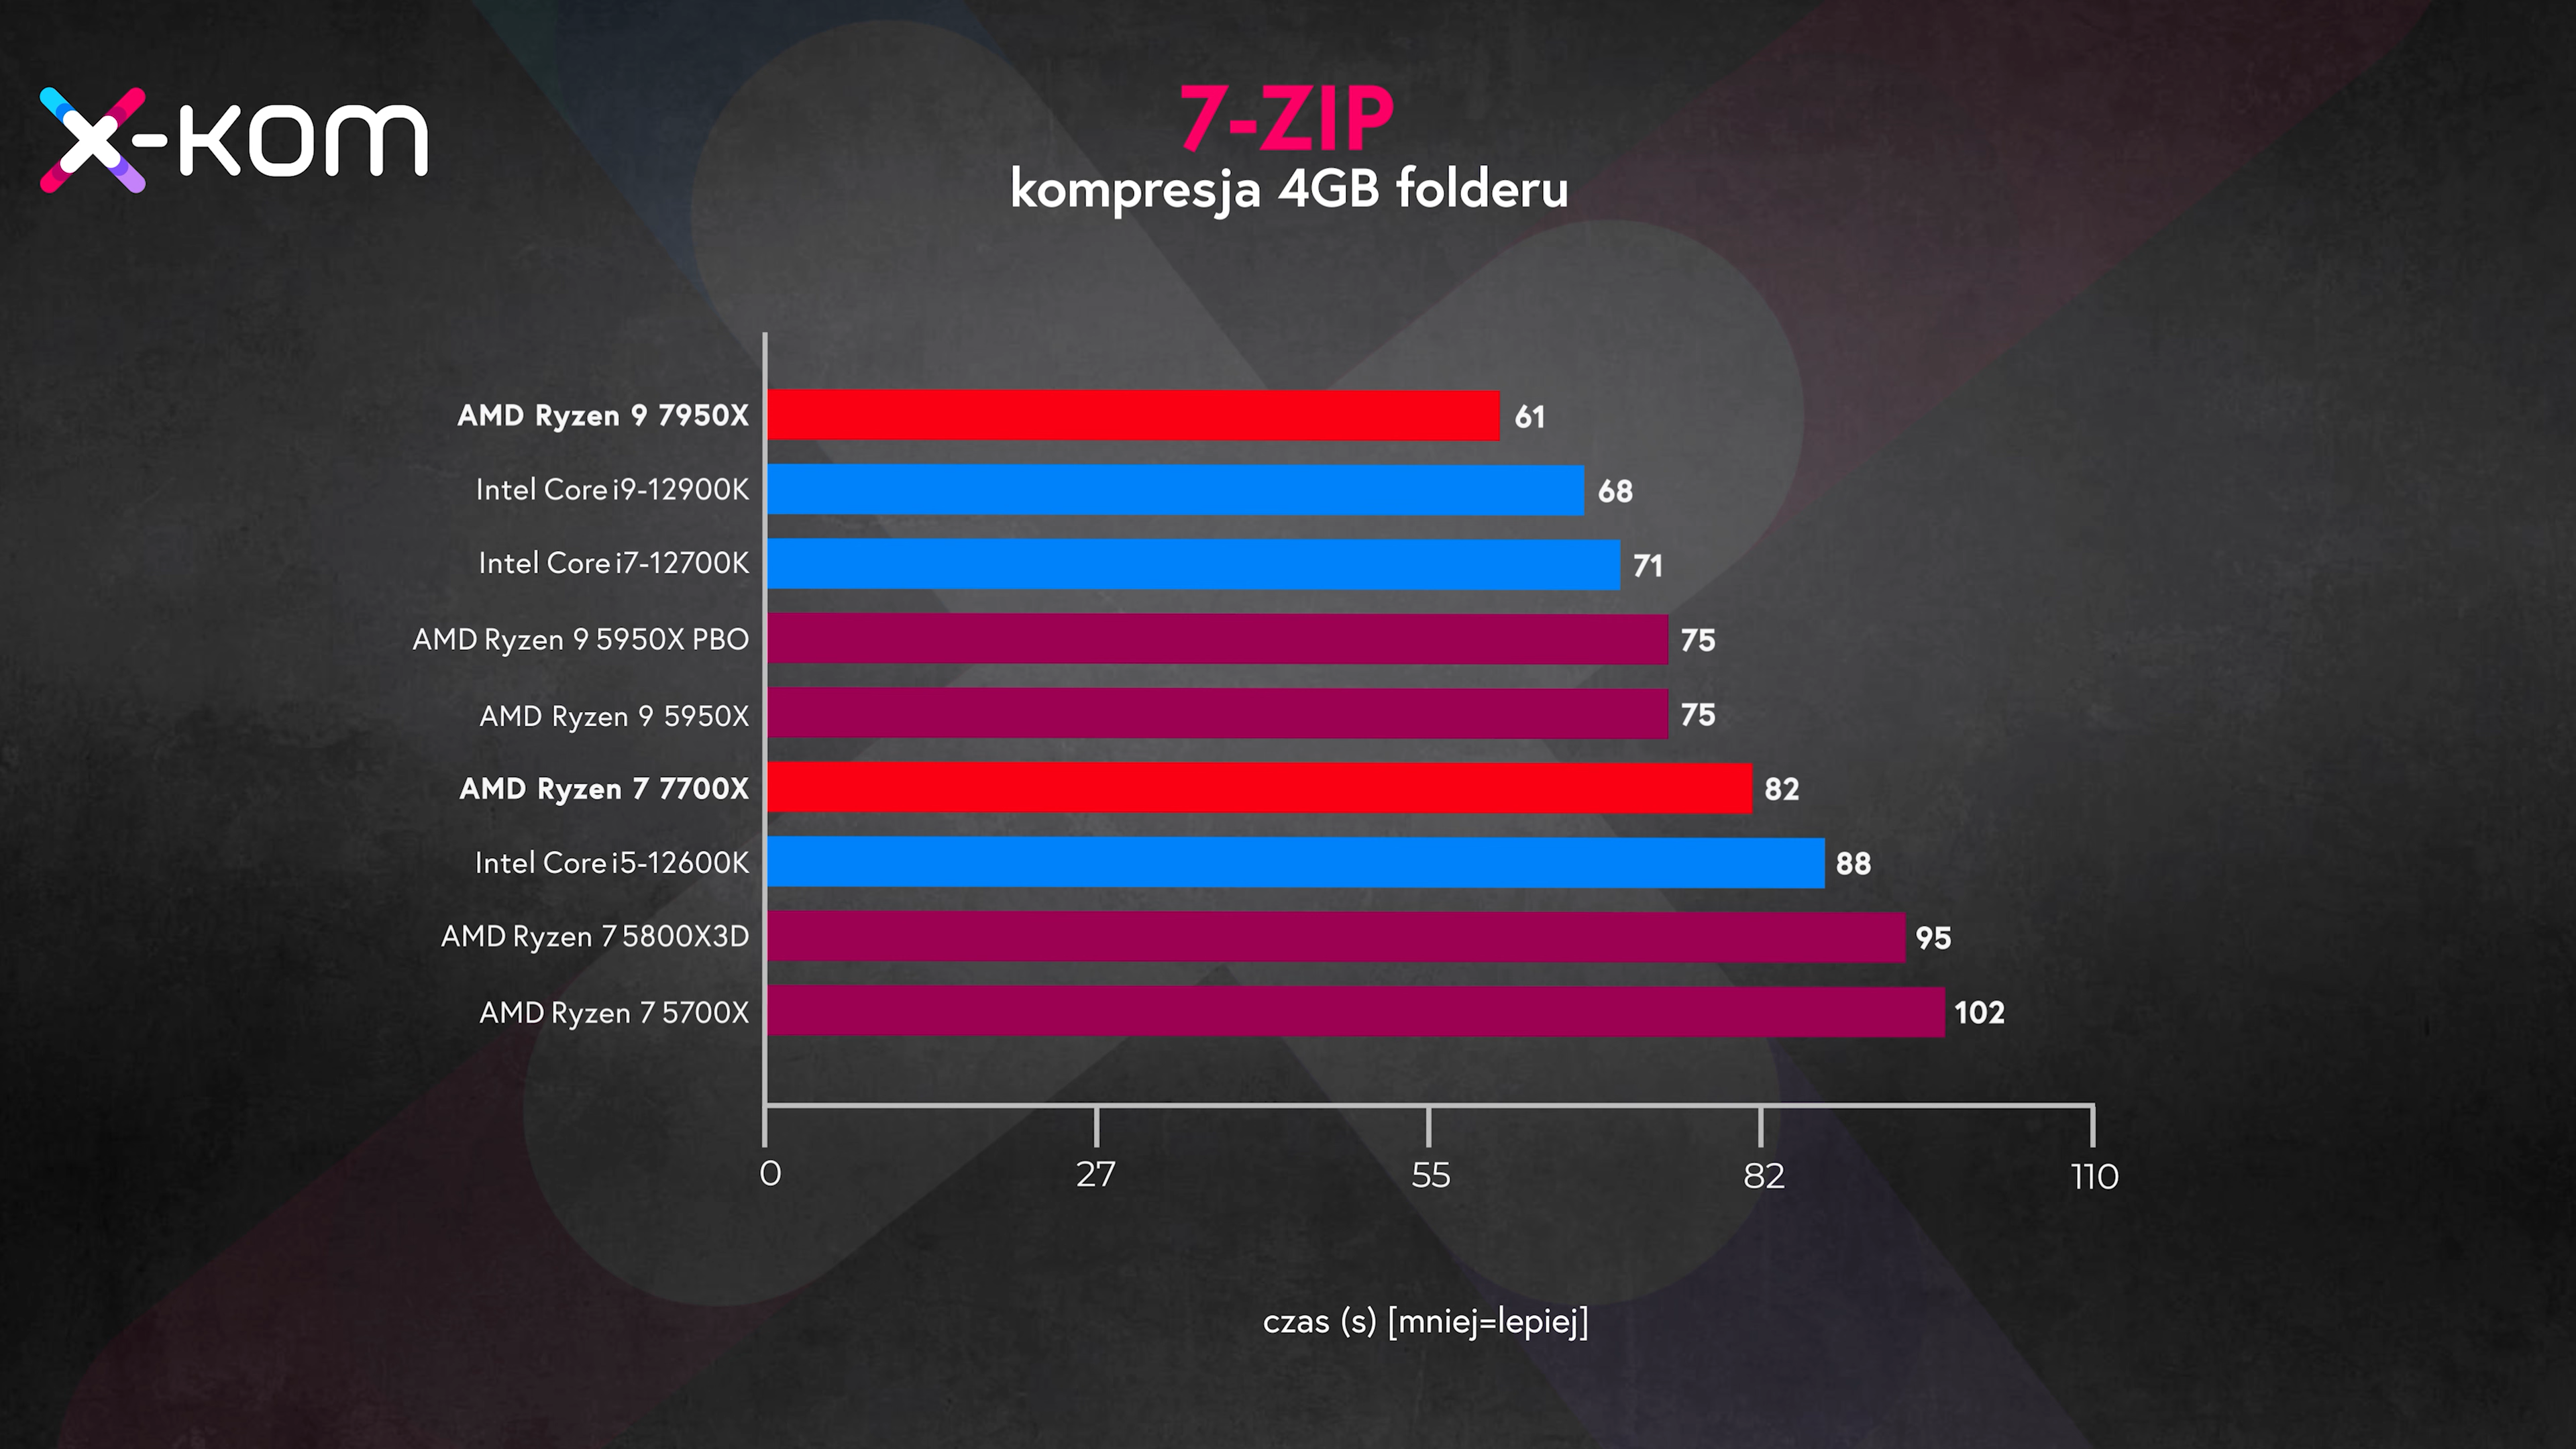 x-kom
7-ZIP
kompresja 4GB folderu
AMD Ryzen 9 7950X 61
Intel Core i9-12900K 68
Intel Core i7-12700K 71
AMD Ryzen 9 5950X PBO 75
AMD Ryzen 9 5950X 75
AMD Ryzen 7 7700X 82
Intel Core i5-12600K 88
AMD Ryzen 7 5800X3D 95
AMD Ryzen 7 5700X 102
0 27 55 82 110
czas (s) [mniej=lepiej]